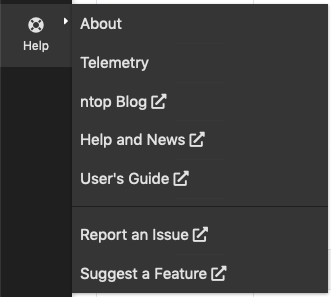 Help
About
Telemetry
ntop Blog
Help and News
User's Guide
Report an Issue
Suggest a Feature